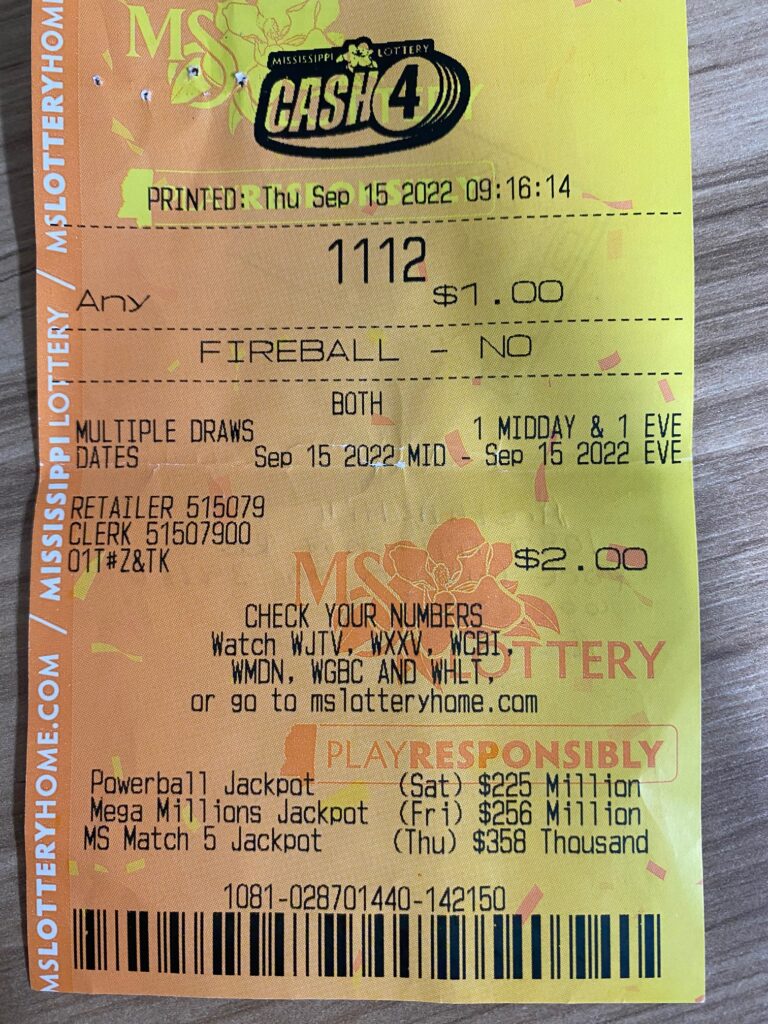 MS
MISSISSIPPI LOTTERY
CASH 4
PRINTED: Thu Sep 15 2022 09:16:14
1112
Any $1.00
FIREBALL - NO
BOTH
MULTIPLE DRAWS 1 MIDDAY & 1 EVE
DATES Sep 15 2022 MID - Sep 15 2022 EVE
RETAILER 515079
CLERK 51507900
01T#Z&TK $2.00
MS
LOTTERY
CHECK YOUR NUMBERS
Watch WJTV, WXXV, WCBI,
WMDN, WGBC AND WHLT,
or go to mslotteryhome.com
PLAYRESPONSIBLY
Powerball Jackpot (Sat) $225 Million
Mega Millions Jackpot (Fri) $256 Million
MS Match 5 Jackpot (Thu) $358 Thousand
1081-028701440-142150
MSLOTTERYHOME.COM / MISSISSIPPI LOTTERY / MSLOTTERYHOME